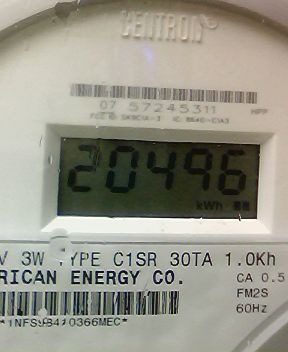 CENTRON
07 57245311 HPP
20496
kWh
V 3W TYPE C1SR 30TA 1.0Kh
RICAN ENERGY CO. CA 0.5
FM2S
60Hz